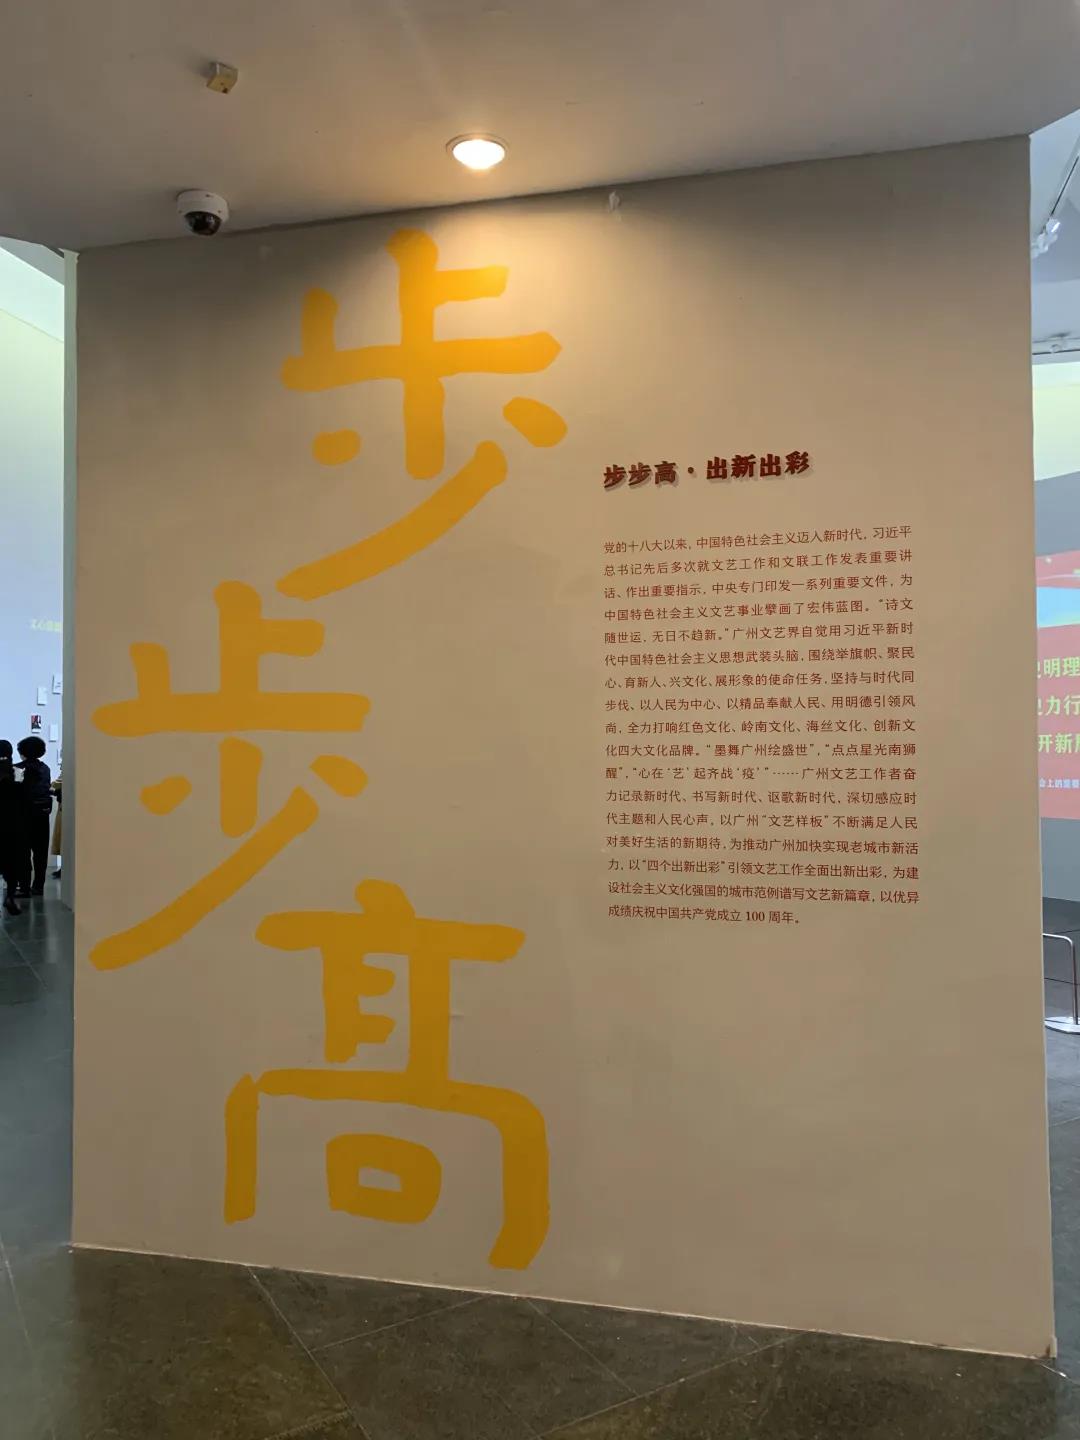 步
步
高
步步高·出新出彩
党的十八大以来,中国特色社会主义迈入新时代,习近平
总书记先后多次就文艺工作和文联工作发表重要讲
话、作出重要指示,中央专门印发一系列重要文件,为
中国特色社会主义文艺事业擘画了宏伟蓝图。“诗文
随世运,无日不趋新。”广州文艺界自觉用习近平新时
代中国特色社会主义思想武装头脑,围绕举旗帜、聚民
心、育新人、兴文化、展形象的使命任务,坚持与时代同
步伐、以人民为中心、以精品奉献人民、用明德引领风
尚,全力打响红色文化、岭南文化、海丝文化、创新文
化四大文化品牌。“墨舞广州绘盛世”,“点点星光南狮
醒”,“心在‘艺’起齐战‘疫’”……广州文艺工作者奋
力记录新时代、书写新时代、讴歌新时代,深切感应时
代主题和人民心声,以广州“文艺样板”不断满足人民
对美好生活的新期待,为推动广州加快实现老城市新活
力,以“四个出新出彩”引领文艺工作全面出新出彩,为建
设社会主义文化强国的城市范例谱写文艺新篇章,以优异
成绩庆祝中国共产党成立 100 周年。
明理
力行
开新
会上的重要